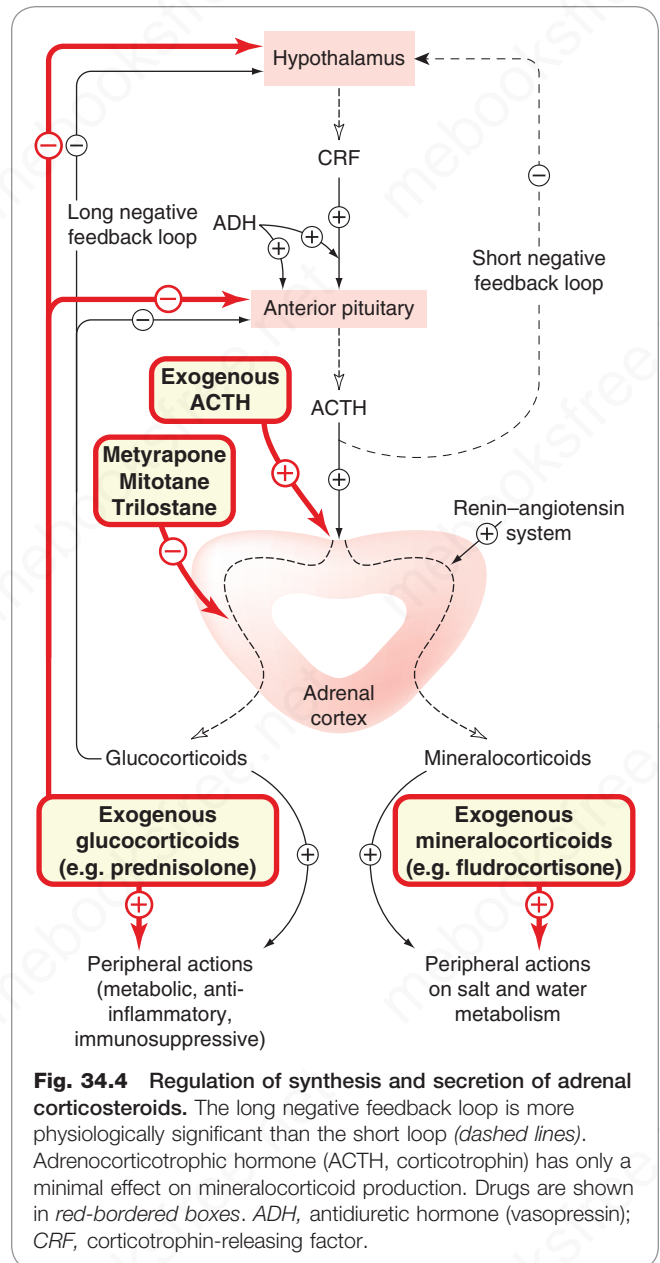 Hypothalamus
CRF
Long negative
feedback loop
ADH
Short negative
feedback loop
Anterior pituitary
Exogenous
ACTH
ACTH
Metyrapone
Mitotane
Trilostane
Renin–angiotensin
system
Adrenal
cortex
Glucocorticoids
Mineralocorticoids
Exogenous
glucocorticoids
(e.g. prednisolone)
Exogenous
mineralocorticoids
(e.g. fludrocortisone)
Peripheral actions
(metabolic, anti-
inflammatory,
immunosuppressive)
Peripheral actions
on salt and water
metabolism
Fig. 34.4 Regulation of synthesis and secretion of adrenal
corticosteroids. The long negative feedback loop is more
physiologically significant than the short loop (dashed lines).
Adrenocorticotrophic hormone (ACTH, corticotrophin) has only a
minimal effect on mineralocorticoid production. Drugs are shown
in red-bordered boxes. ADH, antidiuretic hormone (vasopressin);
CRF, corticotrophin-releasing factor.
mebooksfree.net